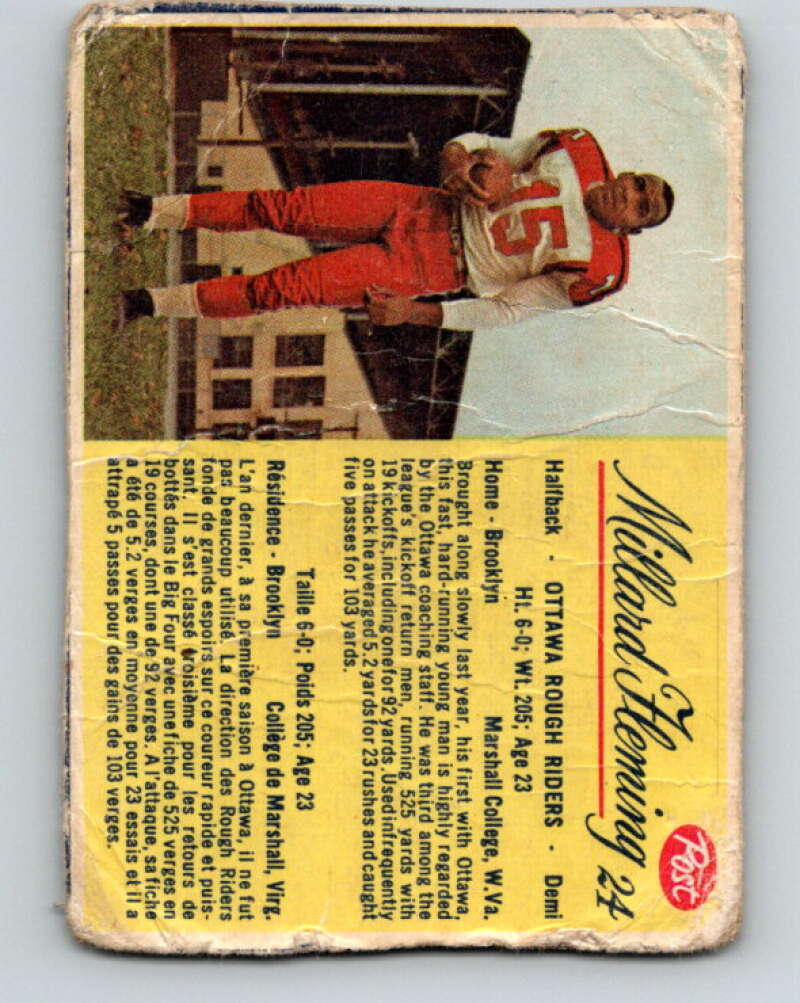 Millard Fleming 24
Post
Halfback · OTTAWA ROUGH RIDERS · Demi
Ht. 6-0; Wt. 205; Age 23
Home - Brooklyn Marshall College, W.Va.
Brought along slowly last year, his first with Ottawa,
this fast, hard-running young man is highly regarded
by the Ottawa coaching staff. He was third among the
league's kickoff return men, running 525 yards with
19 kickoffs, including one for 92 yards. Used infrequently
on attack he averaged 5.2 yards for 23 rushes and caught
five passes for 103 yards.
Taille 6-0; Poids 205; Age 23
Résidence - Brooklyn Collège de Marshall, Virg.
L'an dernier, à sa première saison à Ottawa, il ne fut
pas beaucoup utilisé. La direction des Rough Riders
fonde de grands espoirs sur ce coureur rapide et puis-
sant. Il s'est classé troisième pour les retours de
bottés dans le Big Four avec une fiche de 525 verges en
19 courses, dont une de 92 verges. A l'attaque, sa fiche
a été de 5.2 verges en moyenne pour 23 essais et il a
attrapé 5 passes pour des gains de 103 verges.
15
1
1